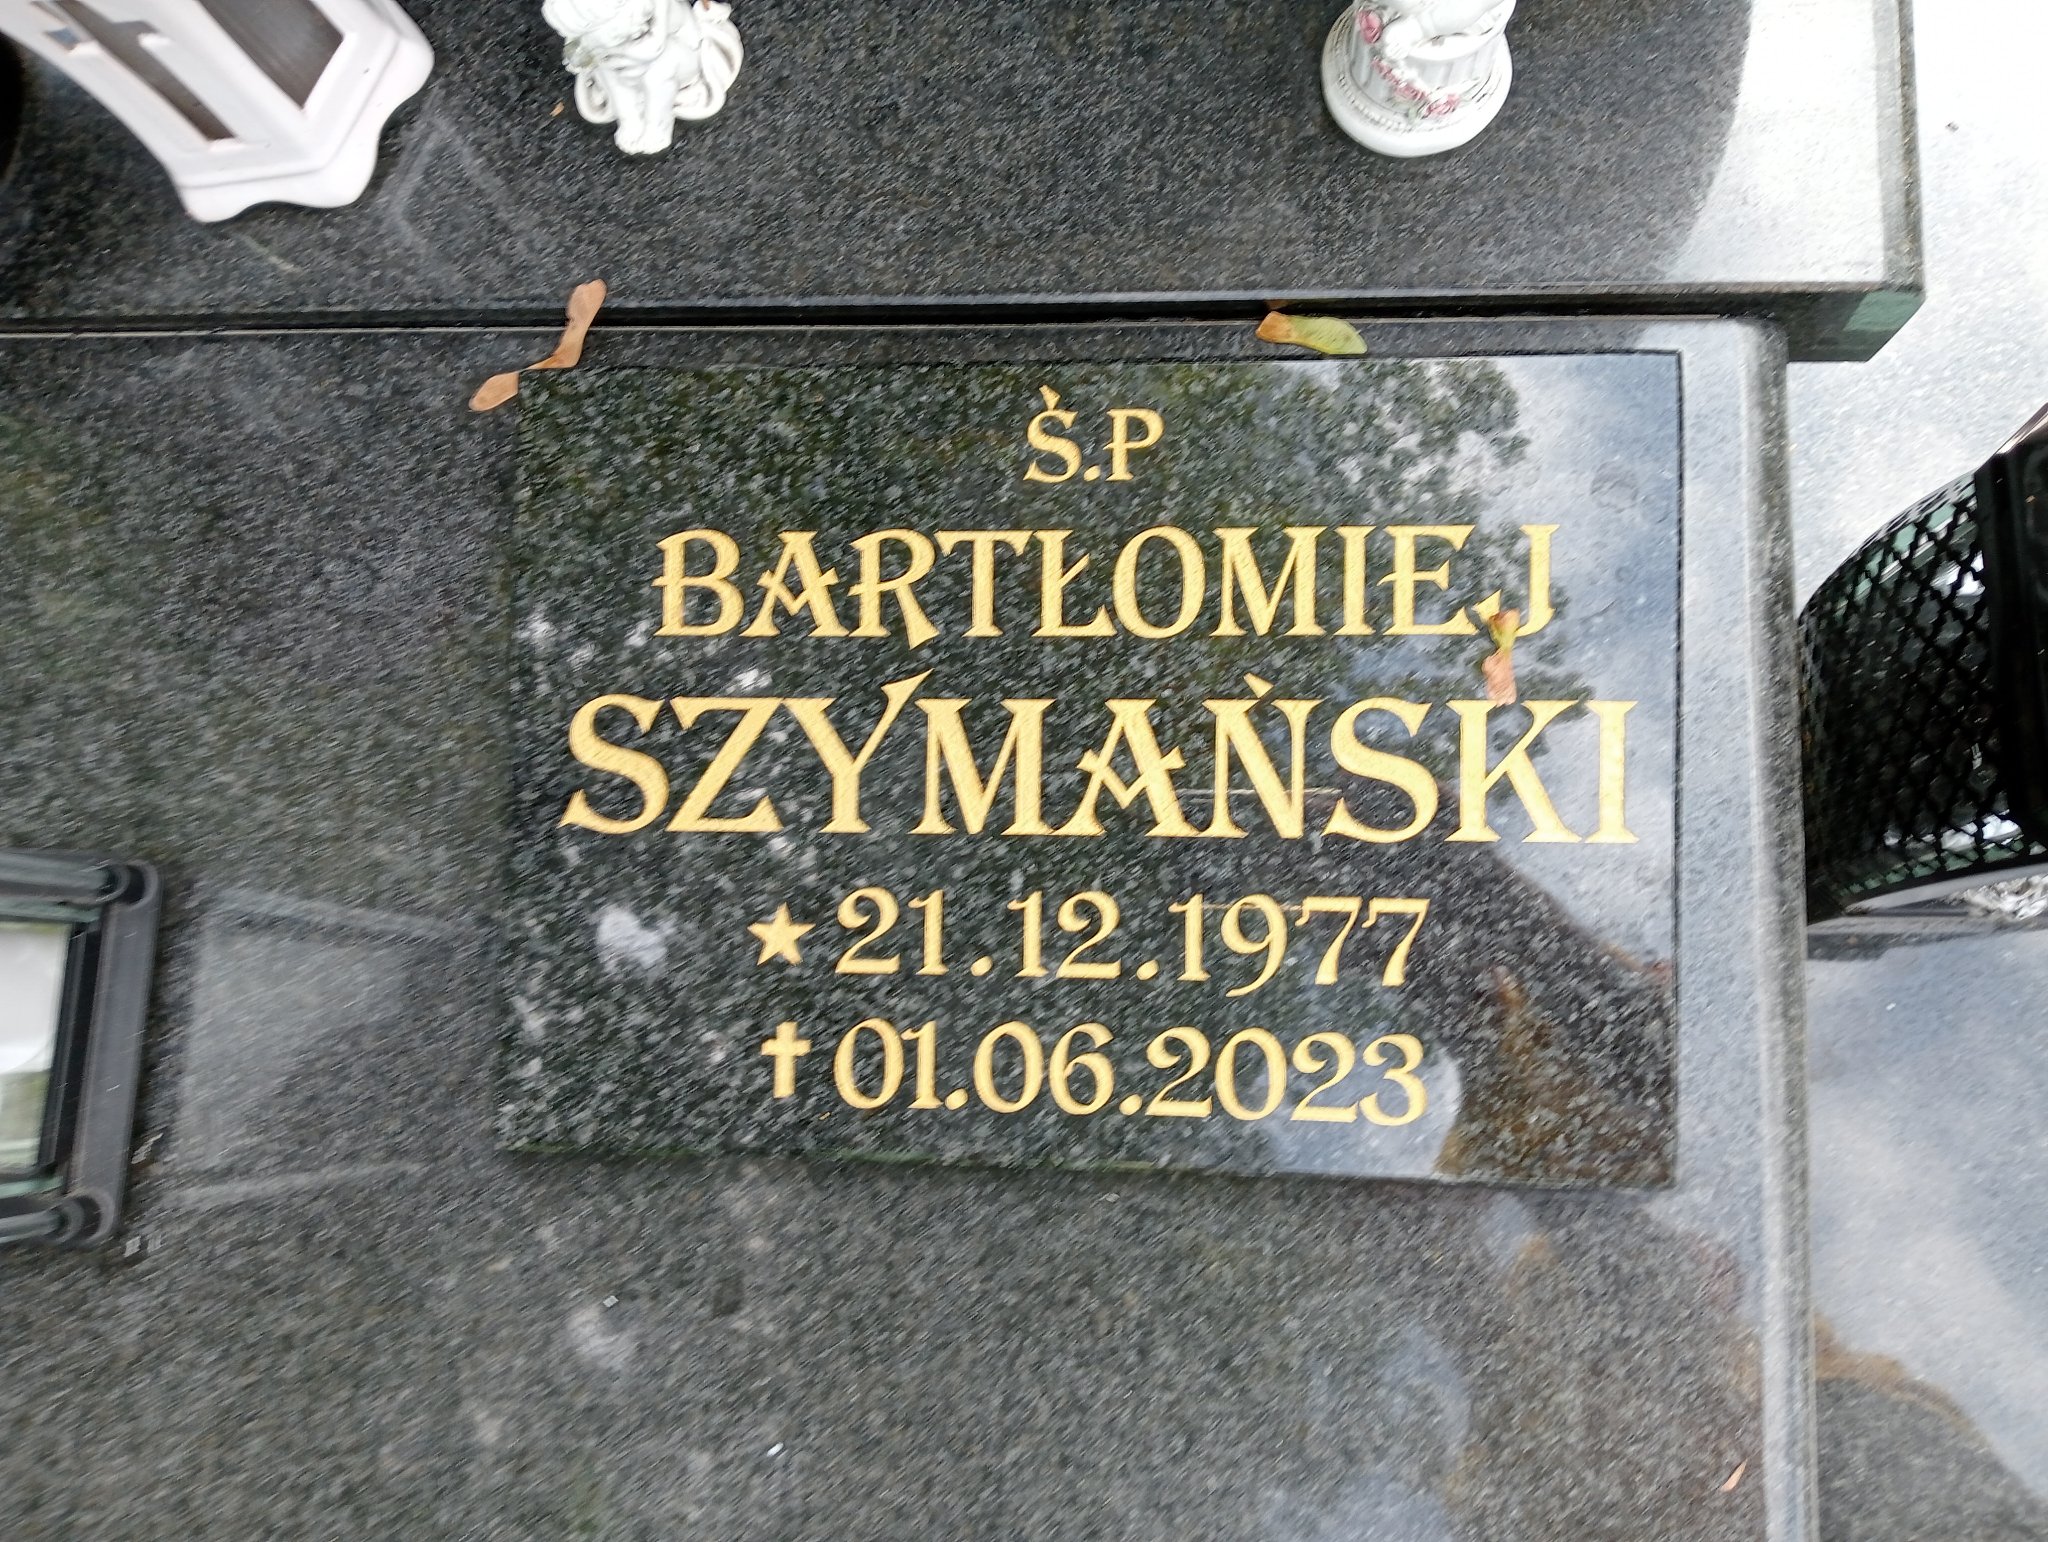 Ś.P
BARTŁOMIEJ
SZYMAŃSKI
★ 21.12.1977
✝ 01.06.2023